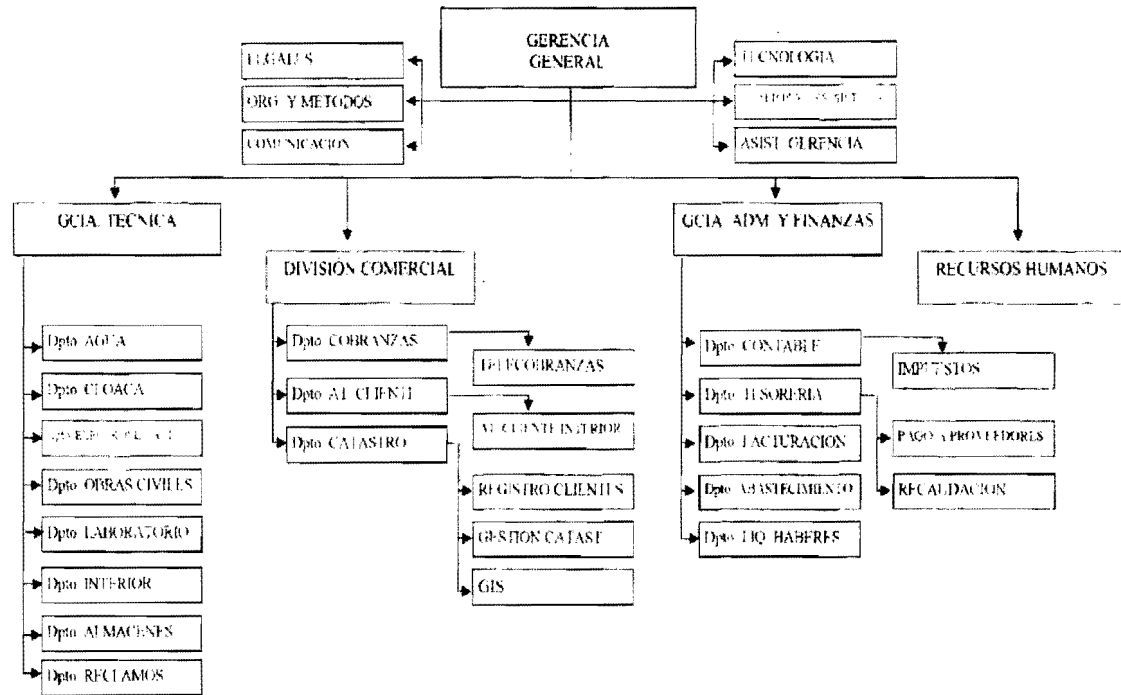 GERENCIA
GENERAL
LEGALES
ORG. Y METODOS
COMUNICACION
TECNOLOGIA
ASIST. GERENCIA
GCIA. TECNICA
DIVISIÓN COMERCIAL
GCIA. ADM. Y FINANZAS
RECURSOS HUMANOS
Dpto. AGUA
Dpto. CLOACA
Dpto. OBRAS CIVILES
Dpto. LABORATORIO
Dpto. INTERIOR
Dpto. ALMACENES
Dpto. RECLAMOS
Dpto. COBRANZAS
TELECOBRANZAS
Dpto. AT. CLIENTE
AT. CLIENTE INTERIOR
Dpto. CATASTRO
REGISTRO CLIENTES
GESTION CATAST
GIS
Dpto. CONTABLE
IMPUESTOS
Dpto. TESORERIA
PAGO A PROVEEDORES
RECAUDACION
Dpto. FACTURACION
Dpto. ABASTECIMIENTO
Dpto. LIQ. HABERES